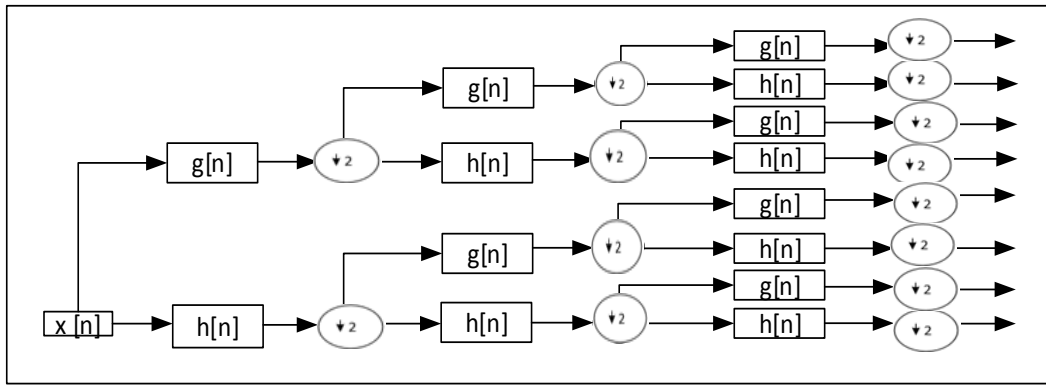 g[n] ↓2
g[n] ↓2 h[n] ↓2
g[n] ↓2
g[n] ↓2 h[n] ↓2 h[n] ↓2
g[n] ↓2
g[n] ↓2 h[n] ↓2
g[n] ↓2
x [n] h[n] ↓2 h[n] ↓2 h[n] ↓2